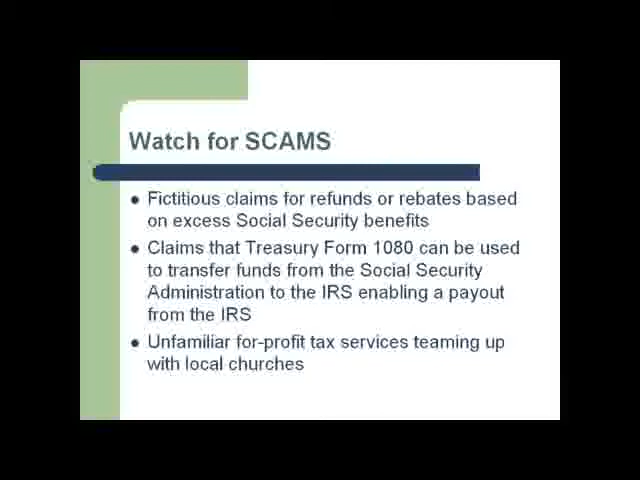 Watch for SCAMS
● Fictitious claims for refunds or rebates based
on excess Social Security benefits
● Claims that Treasury Form 1080 can be used
to transfer funds from the Social Security
Administration to the IRS enabling a payout
from the IRS
● Unfamiliar for-profit tax services teaming up
with local churches